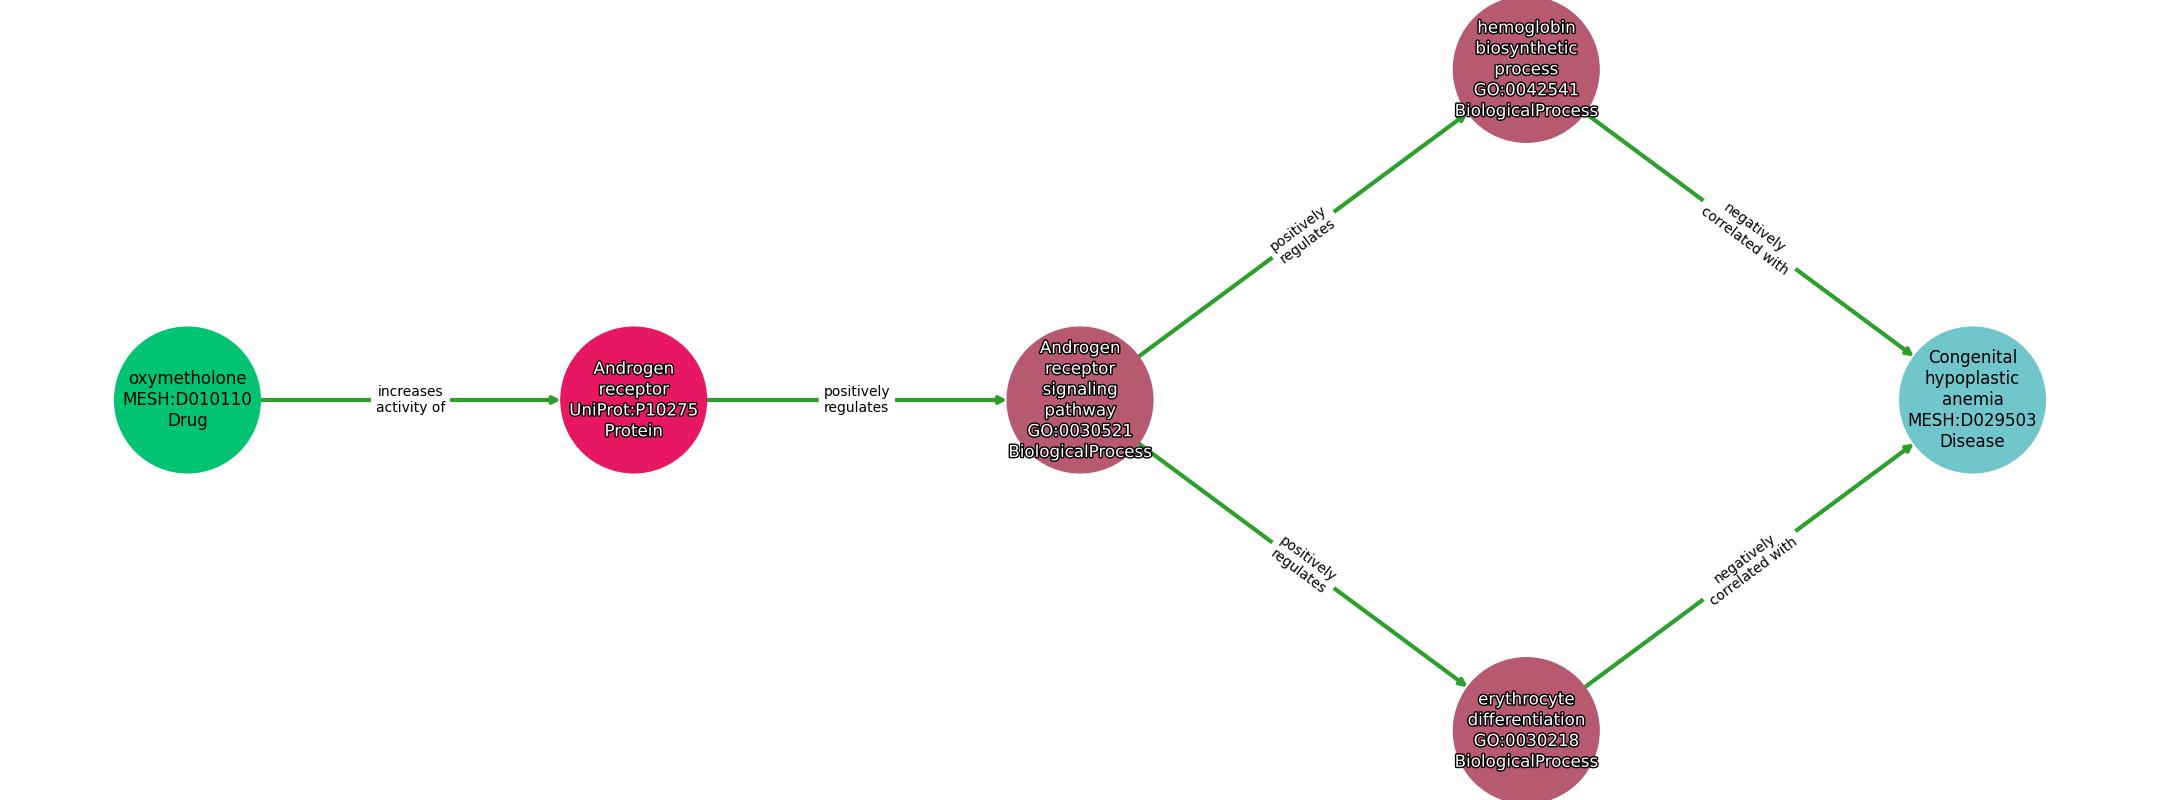 oxymetholone
MESH:D010110
Drug
increases
activity of
Androgen
receptor
UniProt:P10275
Protein
positively
regulates
Androgen
receptor
signaling
pathway
GO:0030521
BiologicalProcess
positively
regulates
hemoglobin
biosynthetic
process
GO:0042541
BiologicalProcess
negatively
correlated with
positively
regulates
erythrocyte
differentiation
GO:0030218
BiologicalProcess
negatively
correlated with
Congenital
hypoplastic
anemia
MESH:D029503
Disease